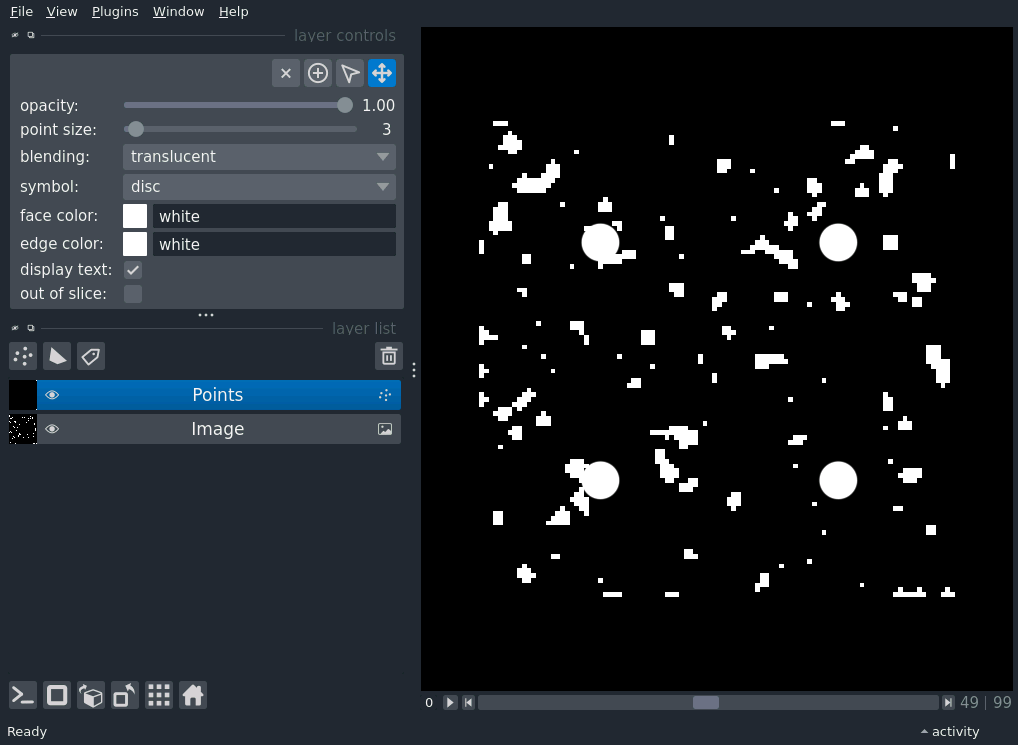 File View Plugins Window Help
layer controls
opacity: 1.00
point size: 3
blending: translucent
symbol: disc
face color: white
edge color: white
display text:
out of slice:
layer list
Points
Image
0 49 | 99
Ready activity